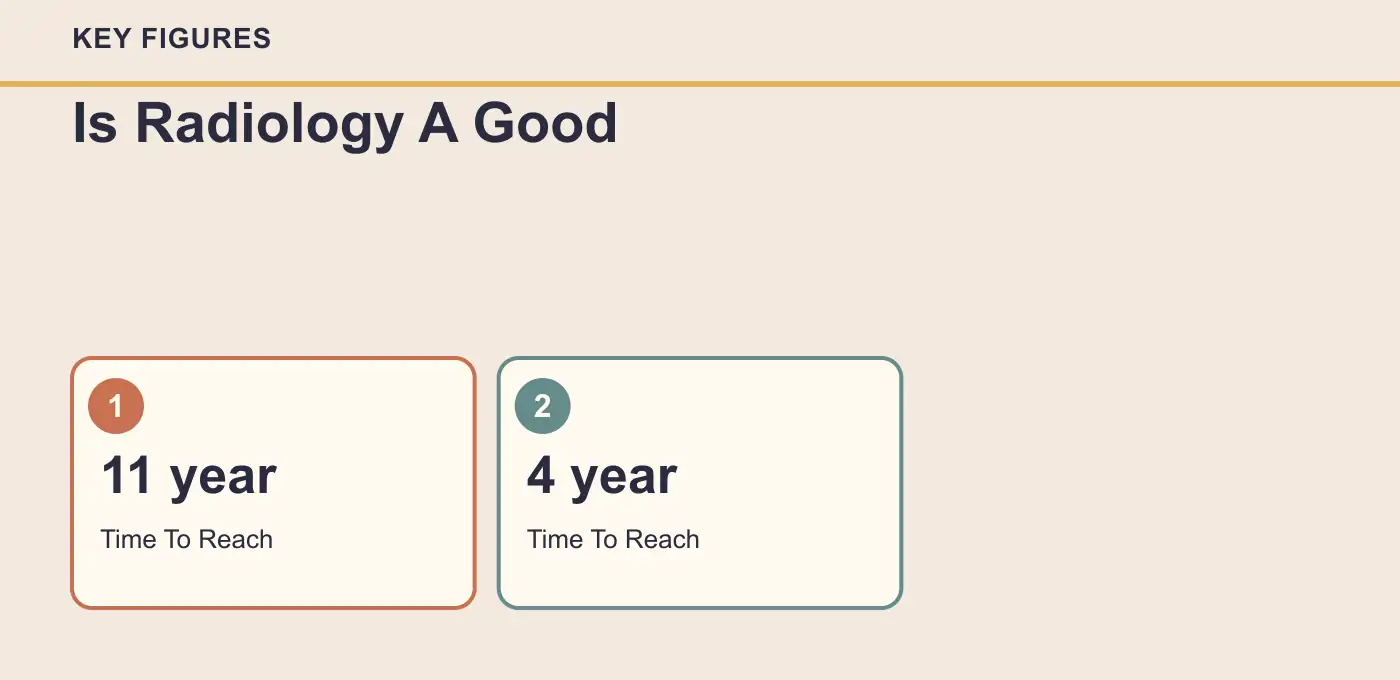 KEY FIGURES
Is Radiology A Good
1
11 year
Time To Reach
2
4 year
Time To Reach